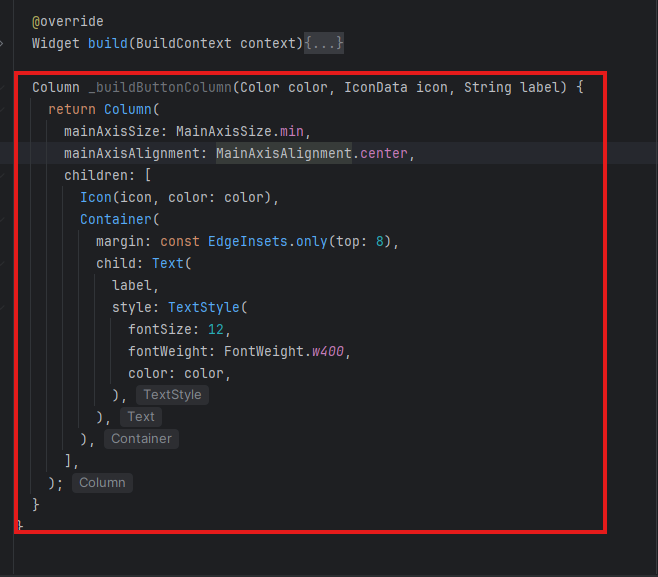 @override
Widget build(BuildContext context){...}
Column _buildButtonColumn(Color color, IconData icon, String label) {
return Column(
mainAxisSize: MainAxisSize.min,
mainAxisAlignment: MainAxisAlignment.center,
children: [
Icon(icon, color: color),
Container(
margin: const EdgeInsets.only(top: 8),
child: Text(
label,
style: TextStyle(
fontSize: 12,
fontWeight: FontWeight.w400,
color: color,
), TextStyle
), Text
), Container
],
); Column
}
}